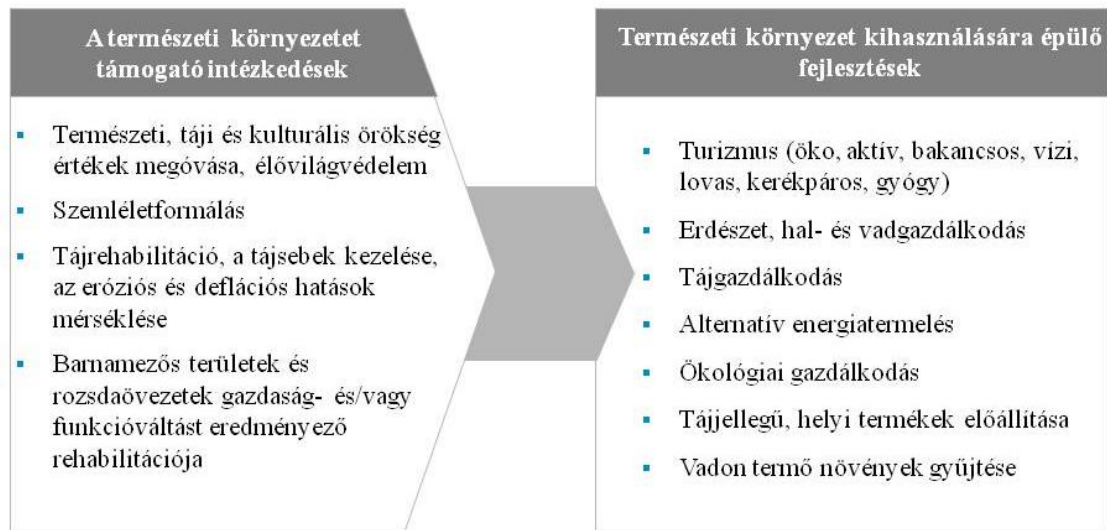 A természeti környezetet
támogató intézkedések
Természeti, táji és kulturális örökség
értékek megóvása, élővilágvédelem
Szemléletformálás
Tájrehabilitáció, a tájsebek kezelése,
az eróziós és deflációs hatások
mérséklése
Barnamezős területek és
rozsdaövezetek gazdaság- és/vagy
funkcióváltást eredményező
rehabilitációja
Természeti környezet kihasználására épülő
fejlesztések
Turizmus (öko, aktív, bakancsos, vízi,
lovas, kerékpáros, gyógy)
Erdészet, hal- és vadgazdálkodás
Tájgazdálkodás
Alternatív energiatermelés
Ökológiai gazdálkodás
Tájjellegű, helyi termékek előállítása
Vadon termő növények gyűjtése